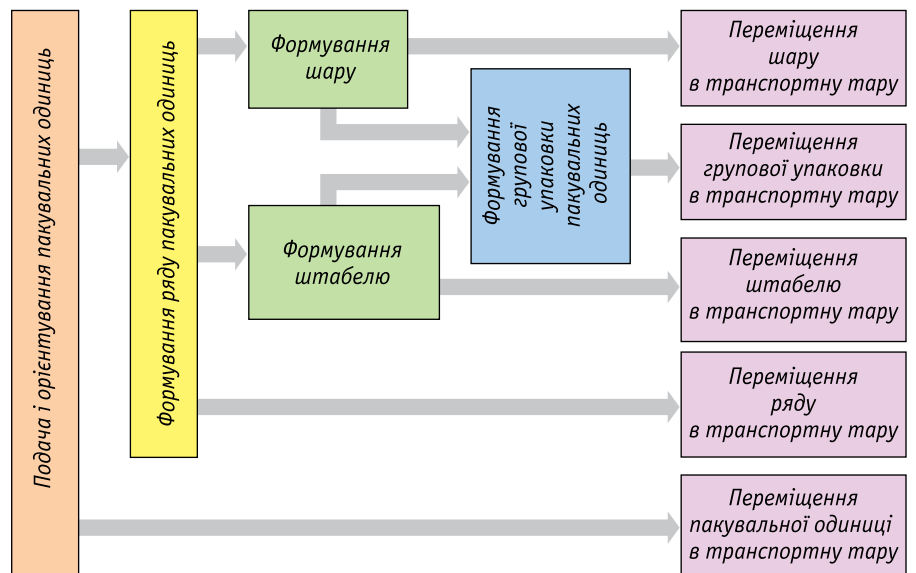 Подача і орієнтування пакувальних одиниць
Формування ряду пакувальних одиниць
Формування
шару
Формування
штабелю
Формування
групової
упаковки
пакувальних
одиниць
Переміщення
шару
в транспортну тару
Переміщення
групової упаковки
в транспортну тару
Переміщення
штабелю
в транспортну тару
Переміщення
ряду
в транспортну тару
Переміщення
пакувальної одиниці
в транспортну тару